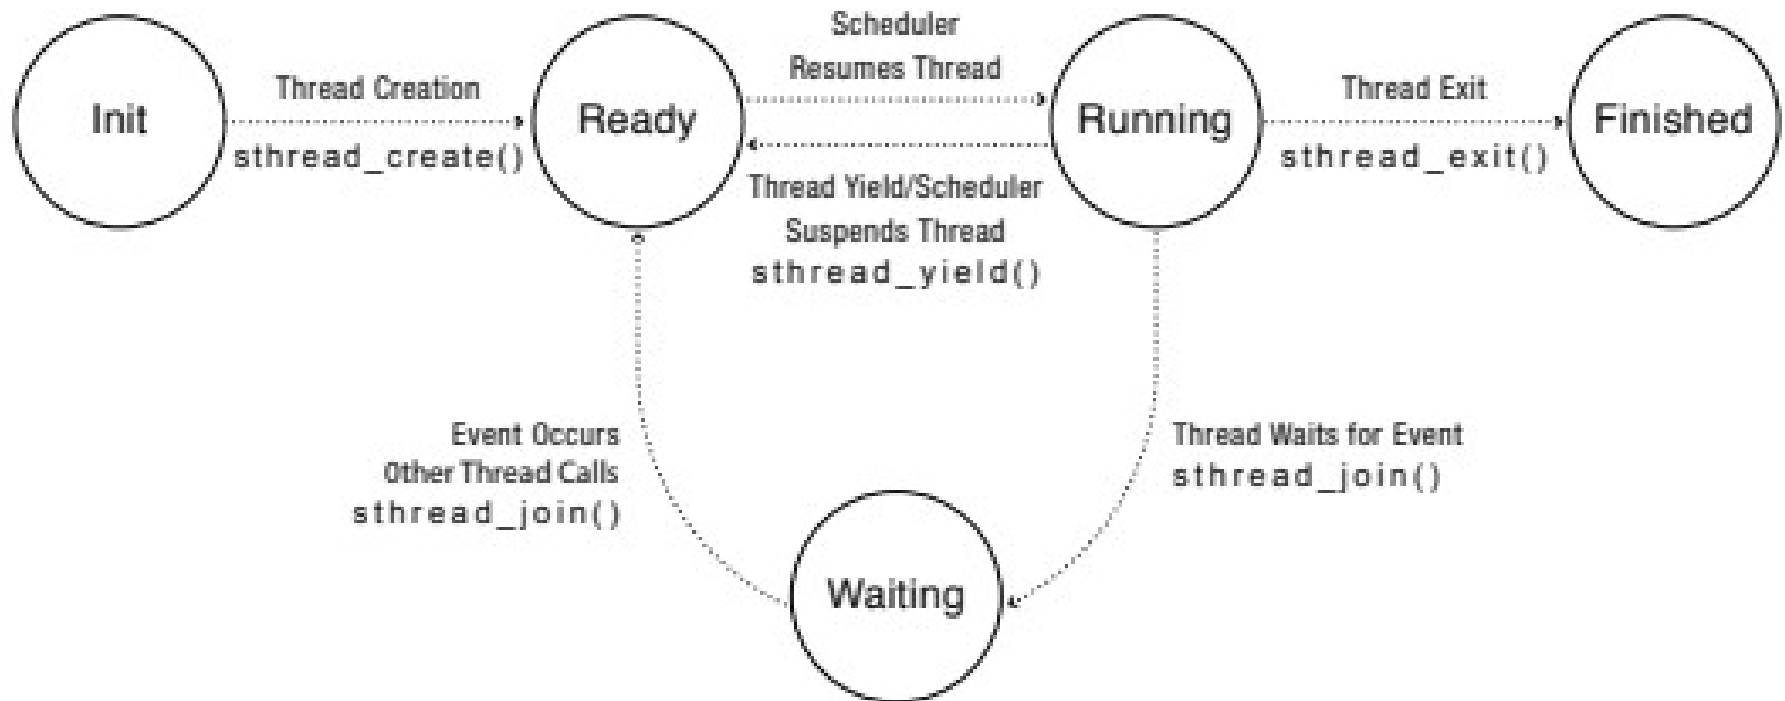 Init
Thread Creation
sthread_create()
Ready
Scheduler
Resumes Thread
Thread Yield/Scheduler
Suspends Thread
sthread_yield()
Running
Thread Exit
sthread_exit()
Finished
Event Occurs
Other Thread Calls
sthread_join()
Thread Waits for Event
sthread_join()
Waiting